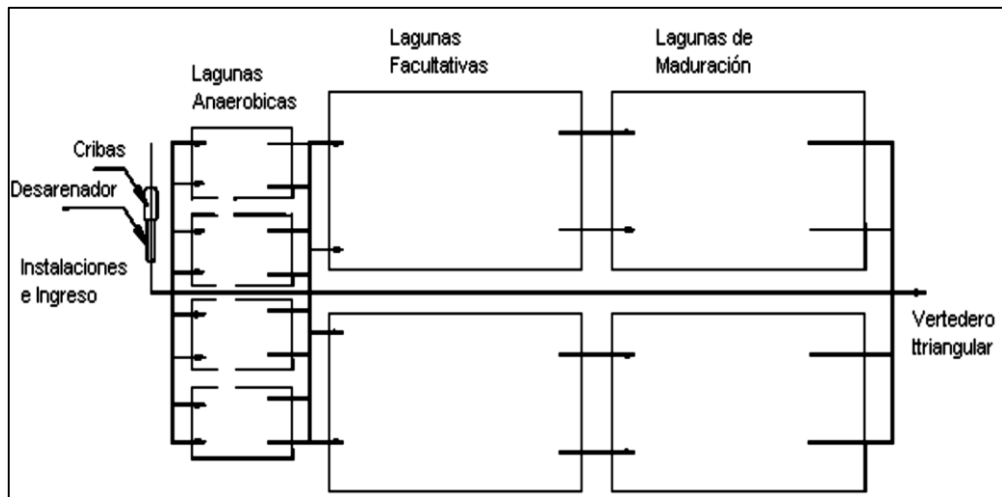 Lagunas
Facultativas
Lagunas de
Maduración
Lagunas
Anaerobicas
Cribas
Desarenador
Instalaciones
e Ingreso
Vertedero
ttriangular